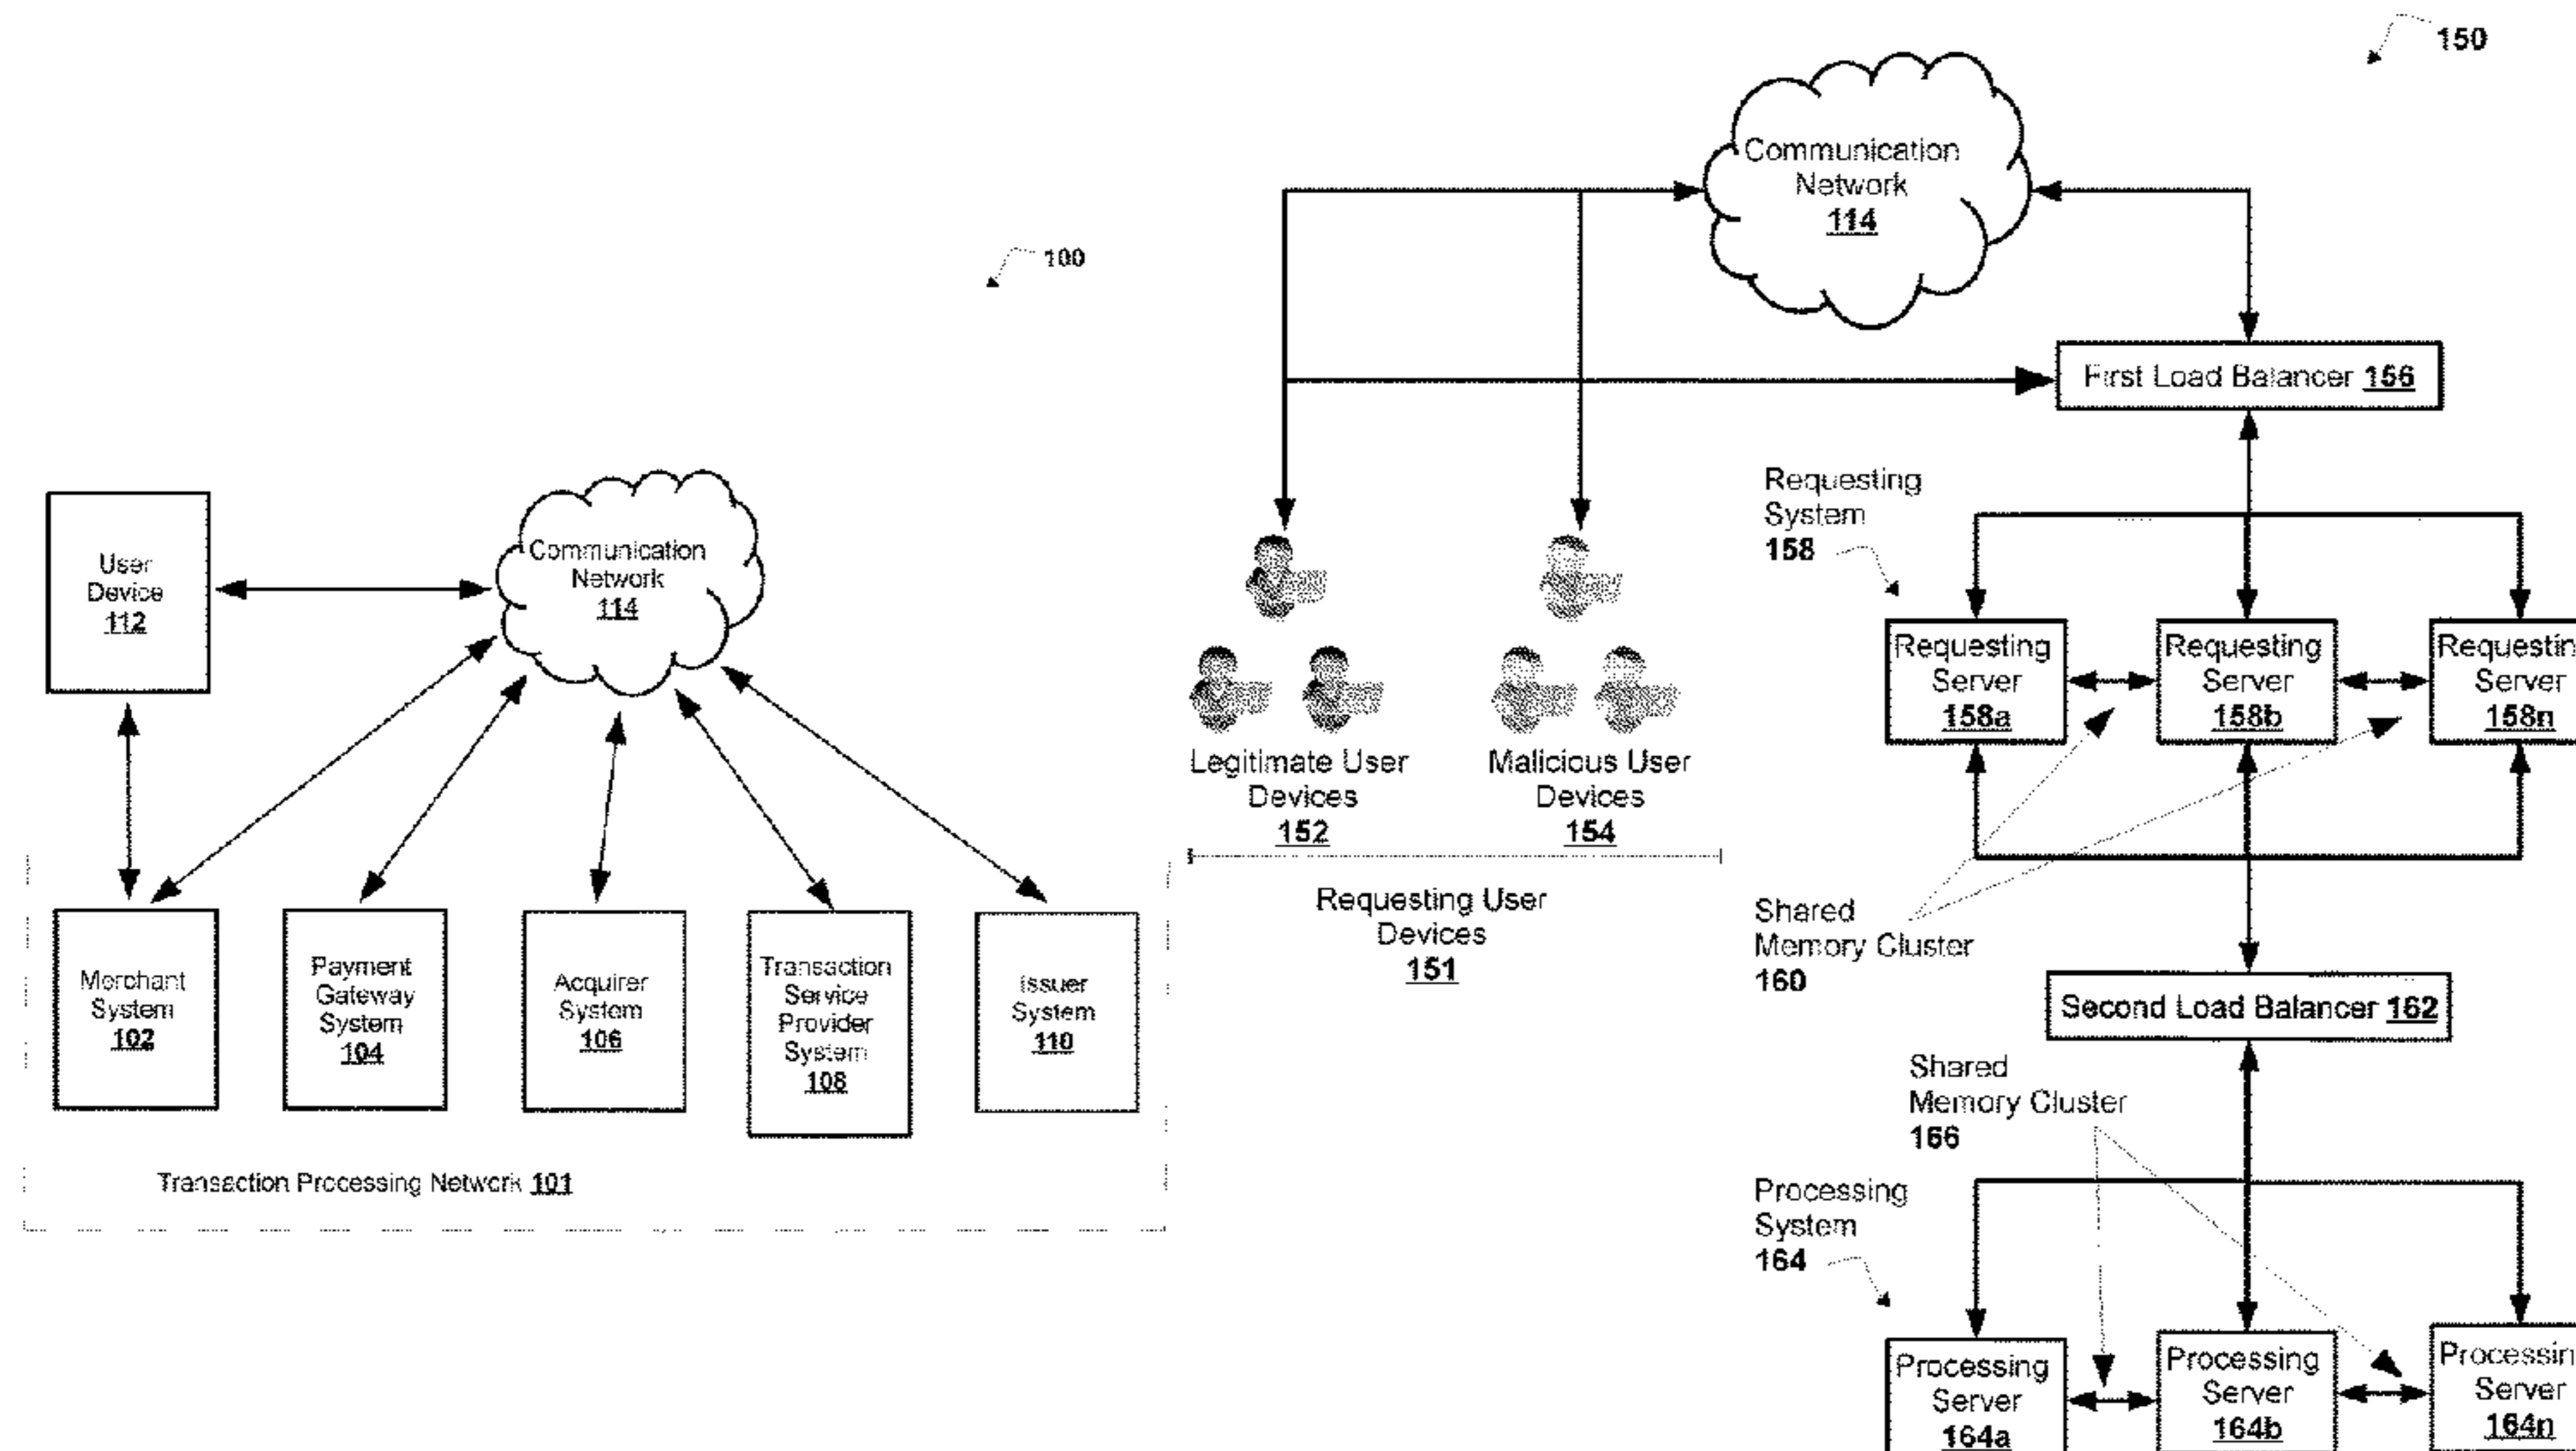 100
User
Device
112
Communication
Network
114
Merchant
System
102
Payment
Gateway
System
104
Acquirer
System
106
Transaction
Service
Provider
System
108
Issuer
System
110
Transaction Processing Network 101
150
Communication
Network
114
First Load Balancer 156
Requesting
System
158
Requesting
Server
158a
Requesting
Server
158b
Requestin
Server
158n
Legitimate User
Devices
152
Malicious User
Devices
154
Requesting User
Devices
151
Shared
Memory Cluster
160
Second Load Balancer 162
Shared
Memory Cluster
166
Processing
System
164
Processing
Server
164a
Processing
Server
164b
Processin
Server
164n